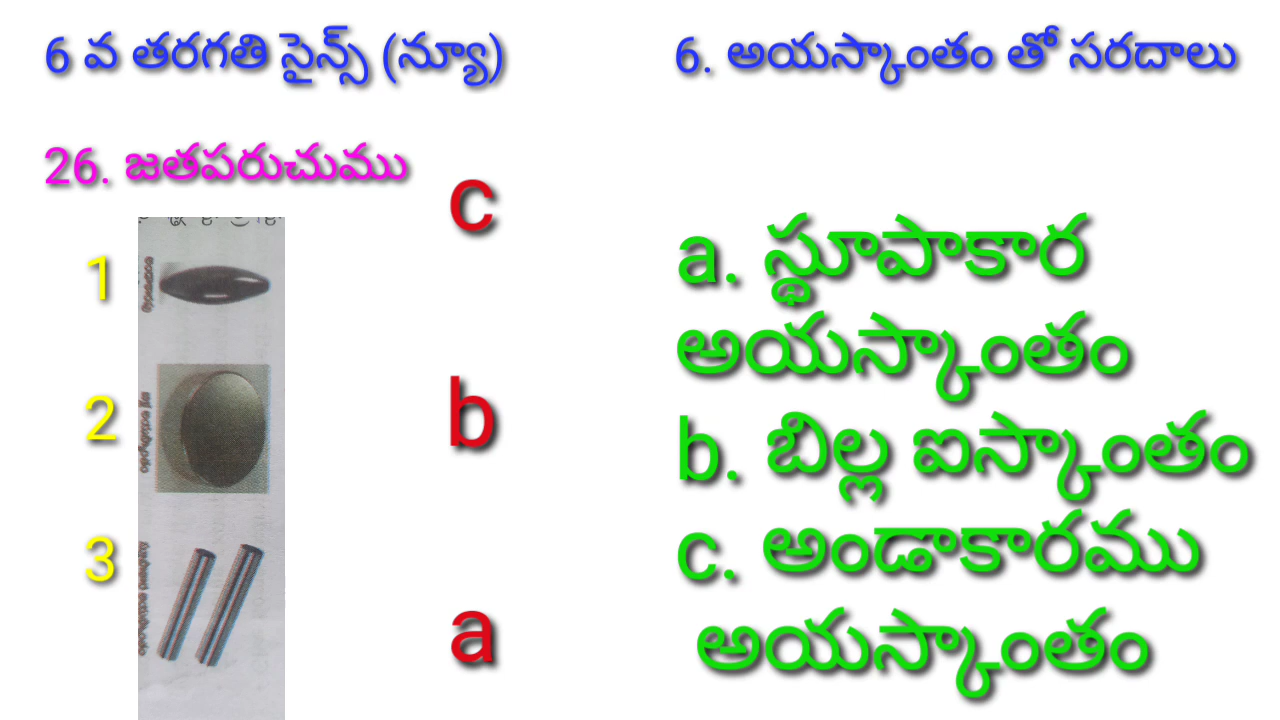 6 వ తరగతి సైన్స్ (న్యూ)
6. అయస్కాంతం తో సరదాలు
26. జతపరుచుము
1
c
2
b
3
a
a. స్థూపాకార
అయస్కాంతం
b. బిల్ల ఐస్కాంతం
c. అండాకారము
అయస్కాంతం